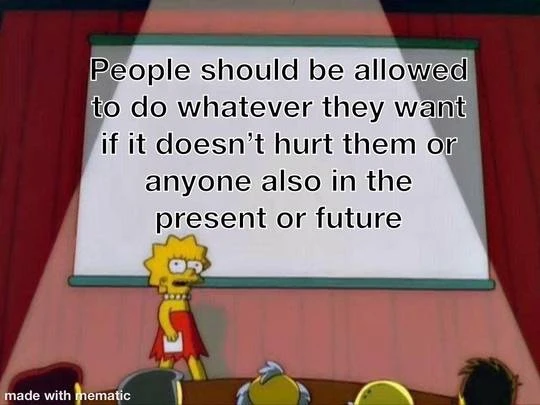 People should be allowed
to do whatever they want
if it doesn’t hurt them or
anyone also in the
present or future
made with mematic